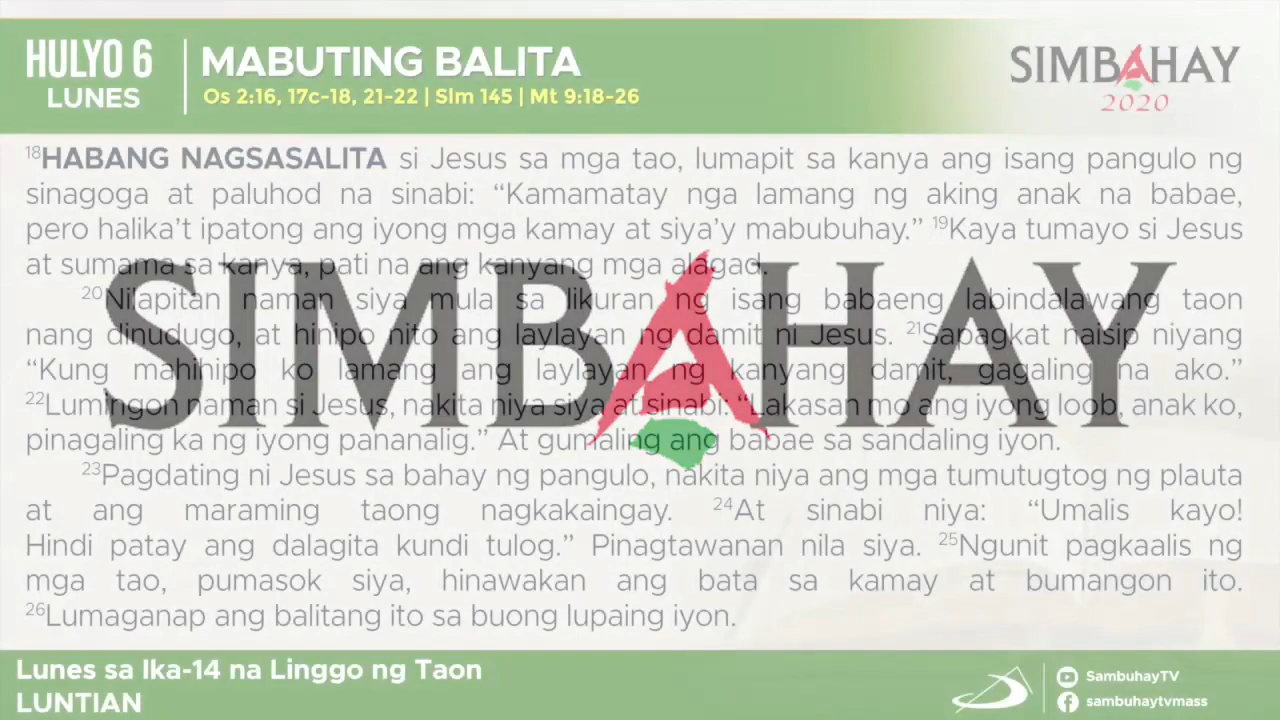 HULYO 6
LUNES
MABUTING BALITA
Os 2:16, 17c-18, 21-22 | Slm 145 | Mt 9:18-26
SIMBAHAY
2020
18HABANG NAGSASALITA si Jesus sa mga tao, lumapit sa kanya ang isang pangulo ng
sinagoga at paluhod na sinabi: “Kamamatay nga lamang ng aking anak na babae,
pero halika’t ipatong ang iyong mga kamay at siya’y mabubuhay.” 19Kaya tumayo si Jesus
at sumama sa kanya, pati na ang kanyang mga alagad.
20Nilapitan naman siya mula sa likuran ng isang babaeng labindalawang taon
nang dinudugo, at hinipo nito ang laylayan ng damit ni Jesus. 21Sapagkat naisip niyang
“Kung mahihipo ko lamang ang laylayan ng kanyang damit, gagaling na ako.”
22Lumingon naman si Jesus, nakita niya siya at sinabi: “Lakasan mo ang iyong loob, anak ko,
pinagaling ka ng iyong pananalig.” At gumaling ang babae sa sandaling iyon.
23Pagdating ni Jesus sa bahay ng pangulo, nakita niya ang mga tumutugtog ng plauta
at ang maraming taong nagkakaingay. 24At sinabi niya: “Umalis kayo!
Hindi patay ang dalagita kundi tulog.” Pinagtawanan nila siya. 25Ngunit pagkaalis ng
mga tao, pumasok siya, hinawakan ang bata sa kamay at bumangon ito.
26Lumaganap ang balitang ito sa buong lupaing iyon.
SIMBAHAY
Lunes sa Ika-14 na Linggo ng Taon
LUNTIAN
SambuhayTV
sambuhaytvmass